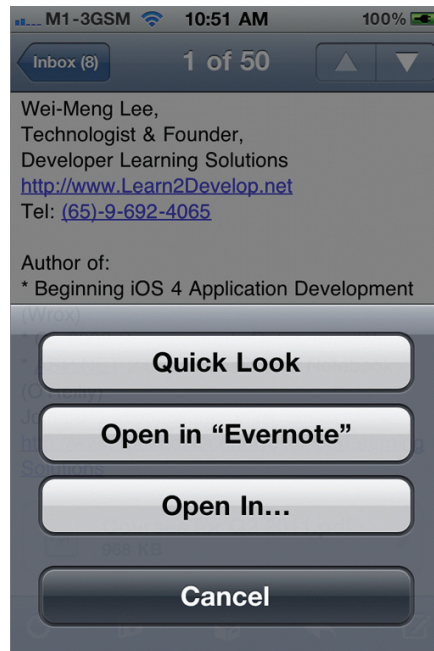 M1-3GSM 10:51 AM 100%
Inbox (8) 1 of 50
Wei-Meng Lee,
Technologist & Founder,
Developer Learning Solutions
http://www.Learn2Develop.net
Tel: (65)-9-692-4065
Author of:
* Beginning iOS 4 Application Development
(Wrox)
Quick Look
(O'Reilly)
Open in “Evernote”
Solutions
Open In...
968 KB
Cancel